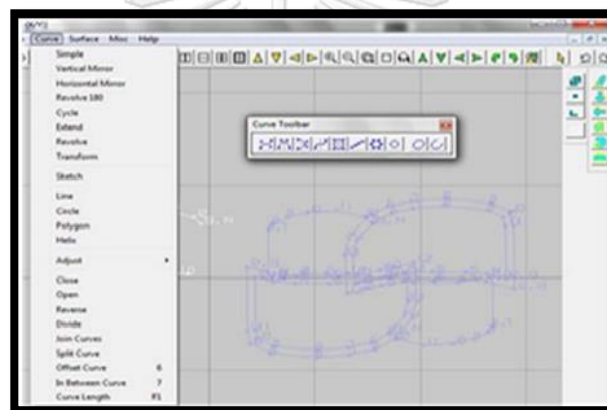 Curve Surface Misc Help
Simple
Vertical Mirror
Horizontal Mirror
Revolve 180
Cycle
Extend
Revolve
Transform
Sketch
Line
Circle
Polygon
Helix
Adjust
Close
Open
Reverse
Divide
Join Curves
Split Curve
Offset Curve 6
In Between Curve 7
Curve Length F1
Curve Toolbar